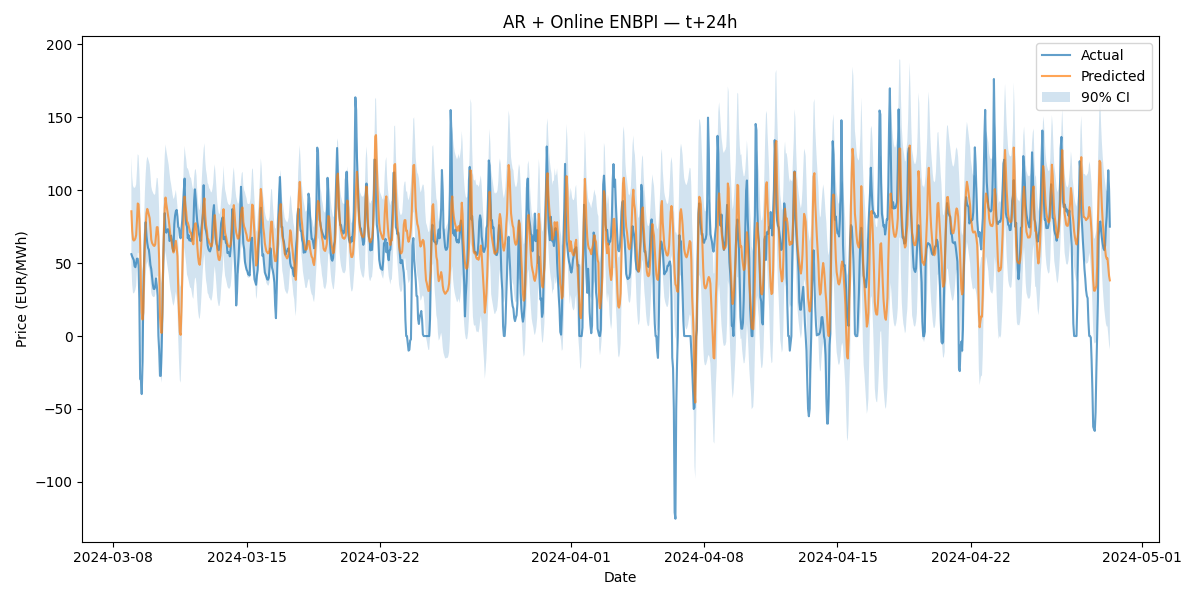 AR + Online ENBPI — t+24h
Actual
Predicted
90% CI
Price (EUR/MWh)
200
150
100
50
0
−50
−100
2024-03-08 2024-03-15 2024-03-22 2024-04-01 2024-04-08 2024-04-15 2024-04-22 2024-05-01
Date